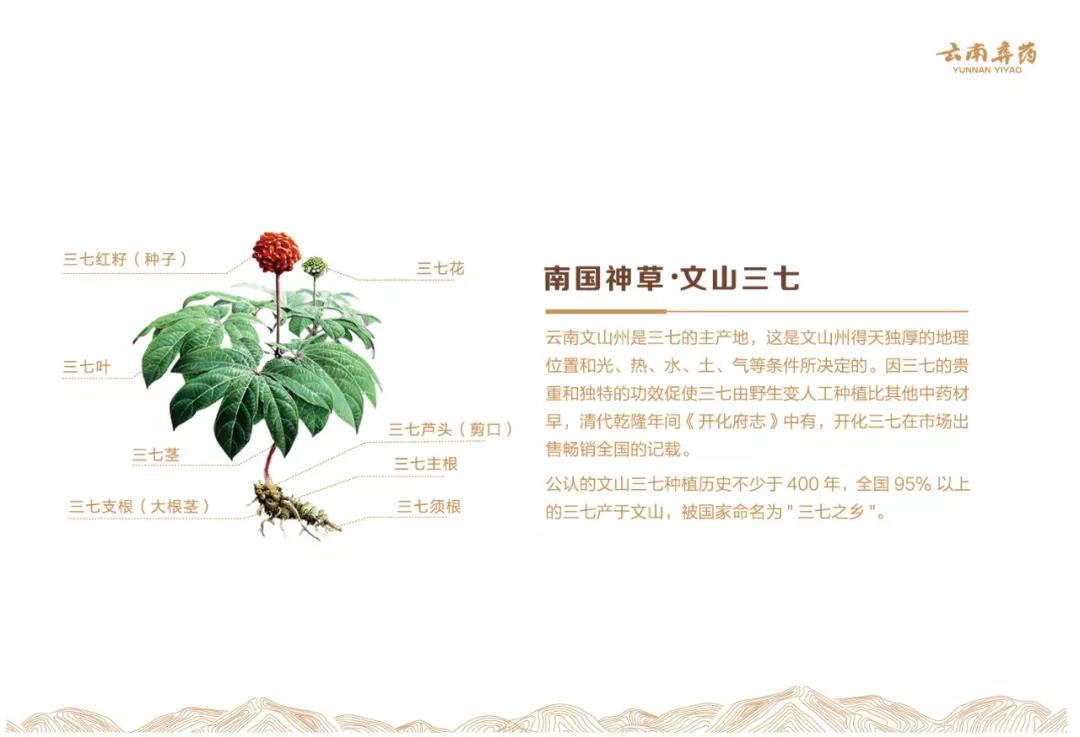 云南彝药
YUNNAN YIYAO
三七红籽（种子）
三七花
三七叶
三七芦头（剪口）
三七茎
三七主根
三七支根（大根茎）
三七须根
南国神草·文山三七
云南文山州是三七的主产地，这是文山州得天独厚的地理
位置和光、热、水、土、气等条件所决定的。因三七的贵
重和独特的功效促使三七由野生变人工种植比其他中药材
早，清代乾隆年间《开化府志》中有，开化三七在市场出
售畅销全国的记载。
公认的文山三七种植历史不少于 400 年，全国 95% 以上
的三七产于文山，被国家命名为 " 三七之乡 "。